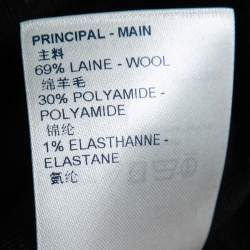 PRINCIPAL - MAIN
主料
69% LAINE - WOOL
绵羊毛
30% POLYAMIDE -
POLYAMIDE
锦纶
1% ELASTHANNE -
ELASTANE
氨纶